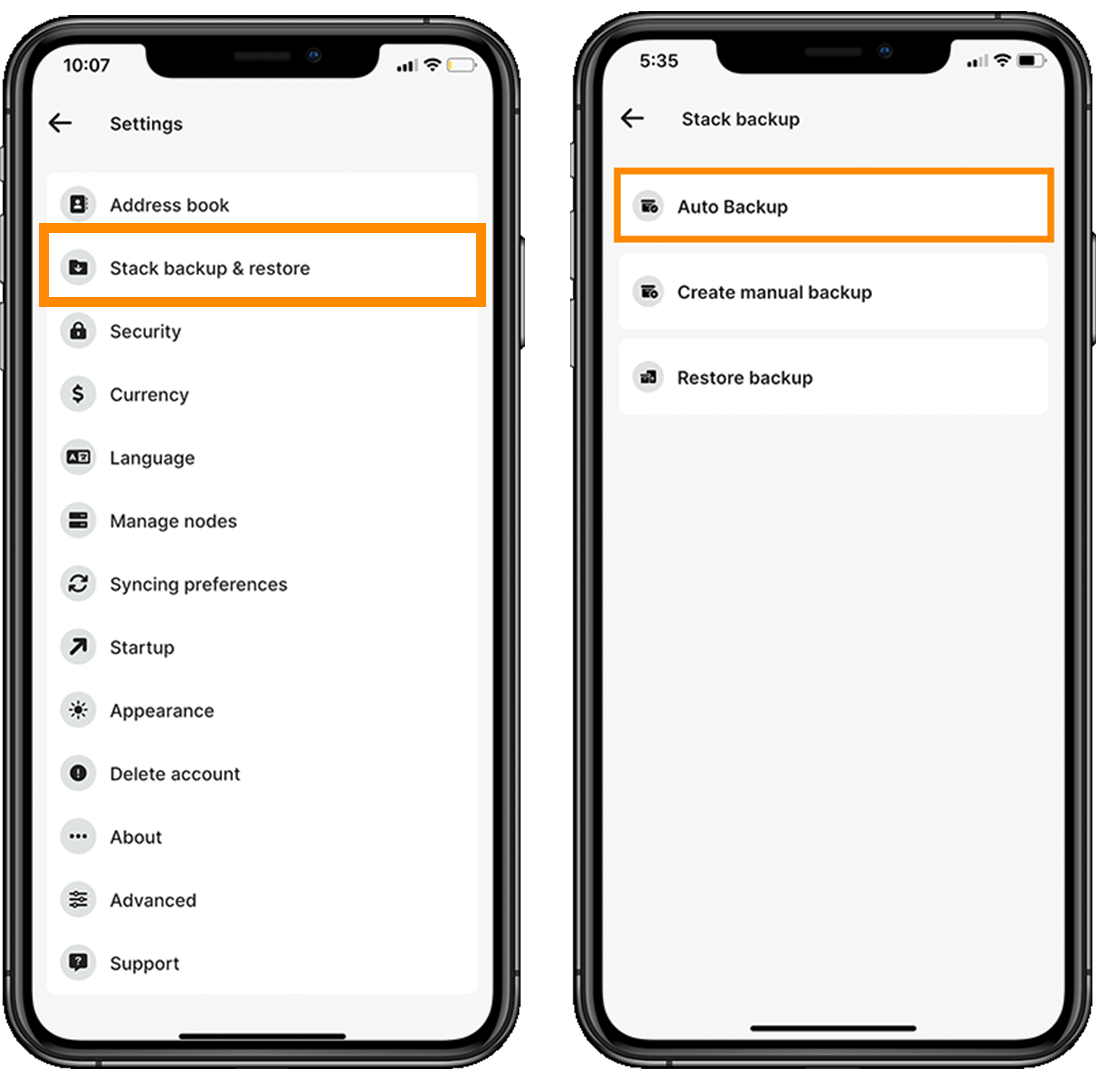 10:07
Settings
Address book
Stack backup & restore
Security
Currency
Language
Manage nodes
Syncing preferences
Startup
Appearance
Delete account
About
Advanced
Support
5:35
Stack backup
Auto Backup
Create manual backup
Restore backup